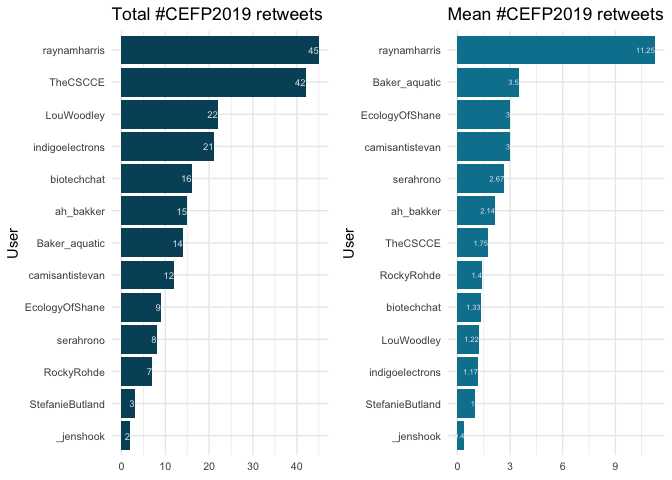 Total #CEFP2019 retweets
User
raynamharris 45
TheCSCCE 42
LouWoodley 22
indigoelectrons 21
biotechchat 16
ah_bakker 15
Baker_aquatic 14
camisantistevan 12
EcologyOfShane 9
serahrono 8
RockyRohde 7
StefanieButland 3
_jenshook 2
0 10 20 30 40
Mean #CEFP2019 retweets
User
raynamharris 11.25
Baker_aquatic 3.5
EcologyOfShane 3
camisantistevan 3
serahrono 2.67
ah_bakker 2.14
TheCSCCE 1.75
RockyRohde 1.4
biotechchat 1.33
LouWoodley 1.22
indigoelectrons 1.17
StefanieButland 1
_jenshook
0 3 6 9